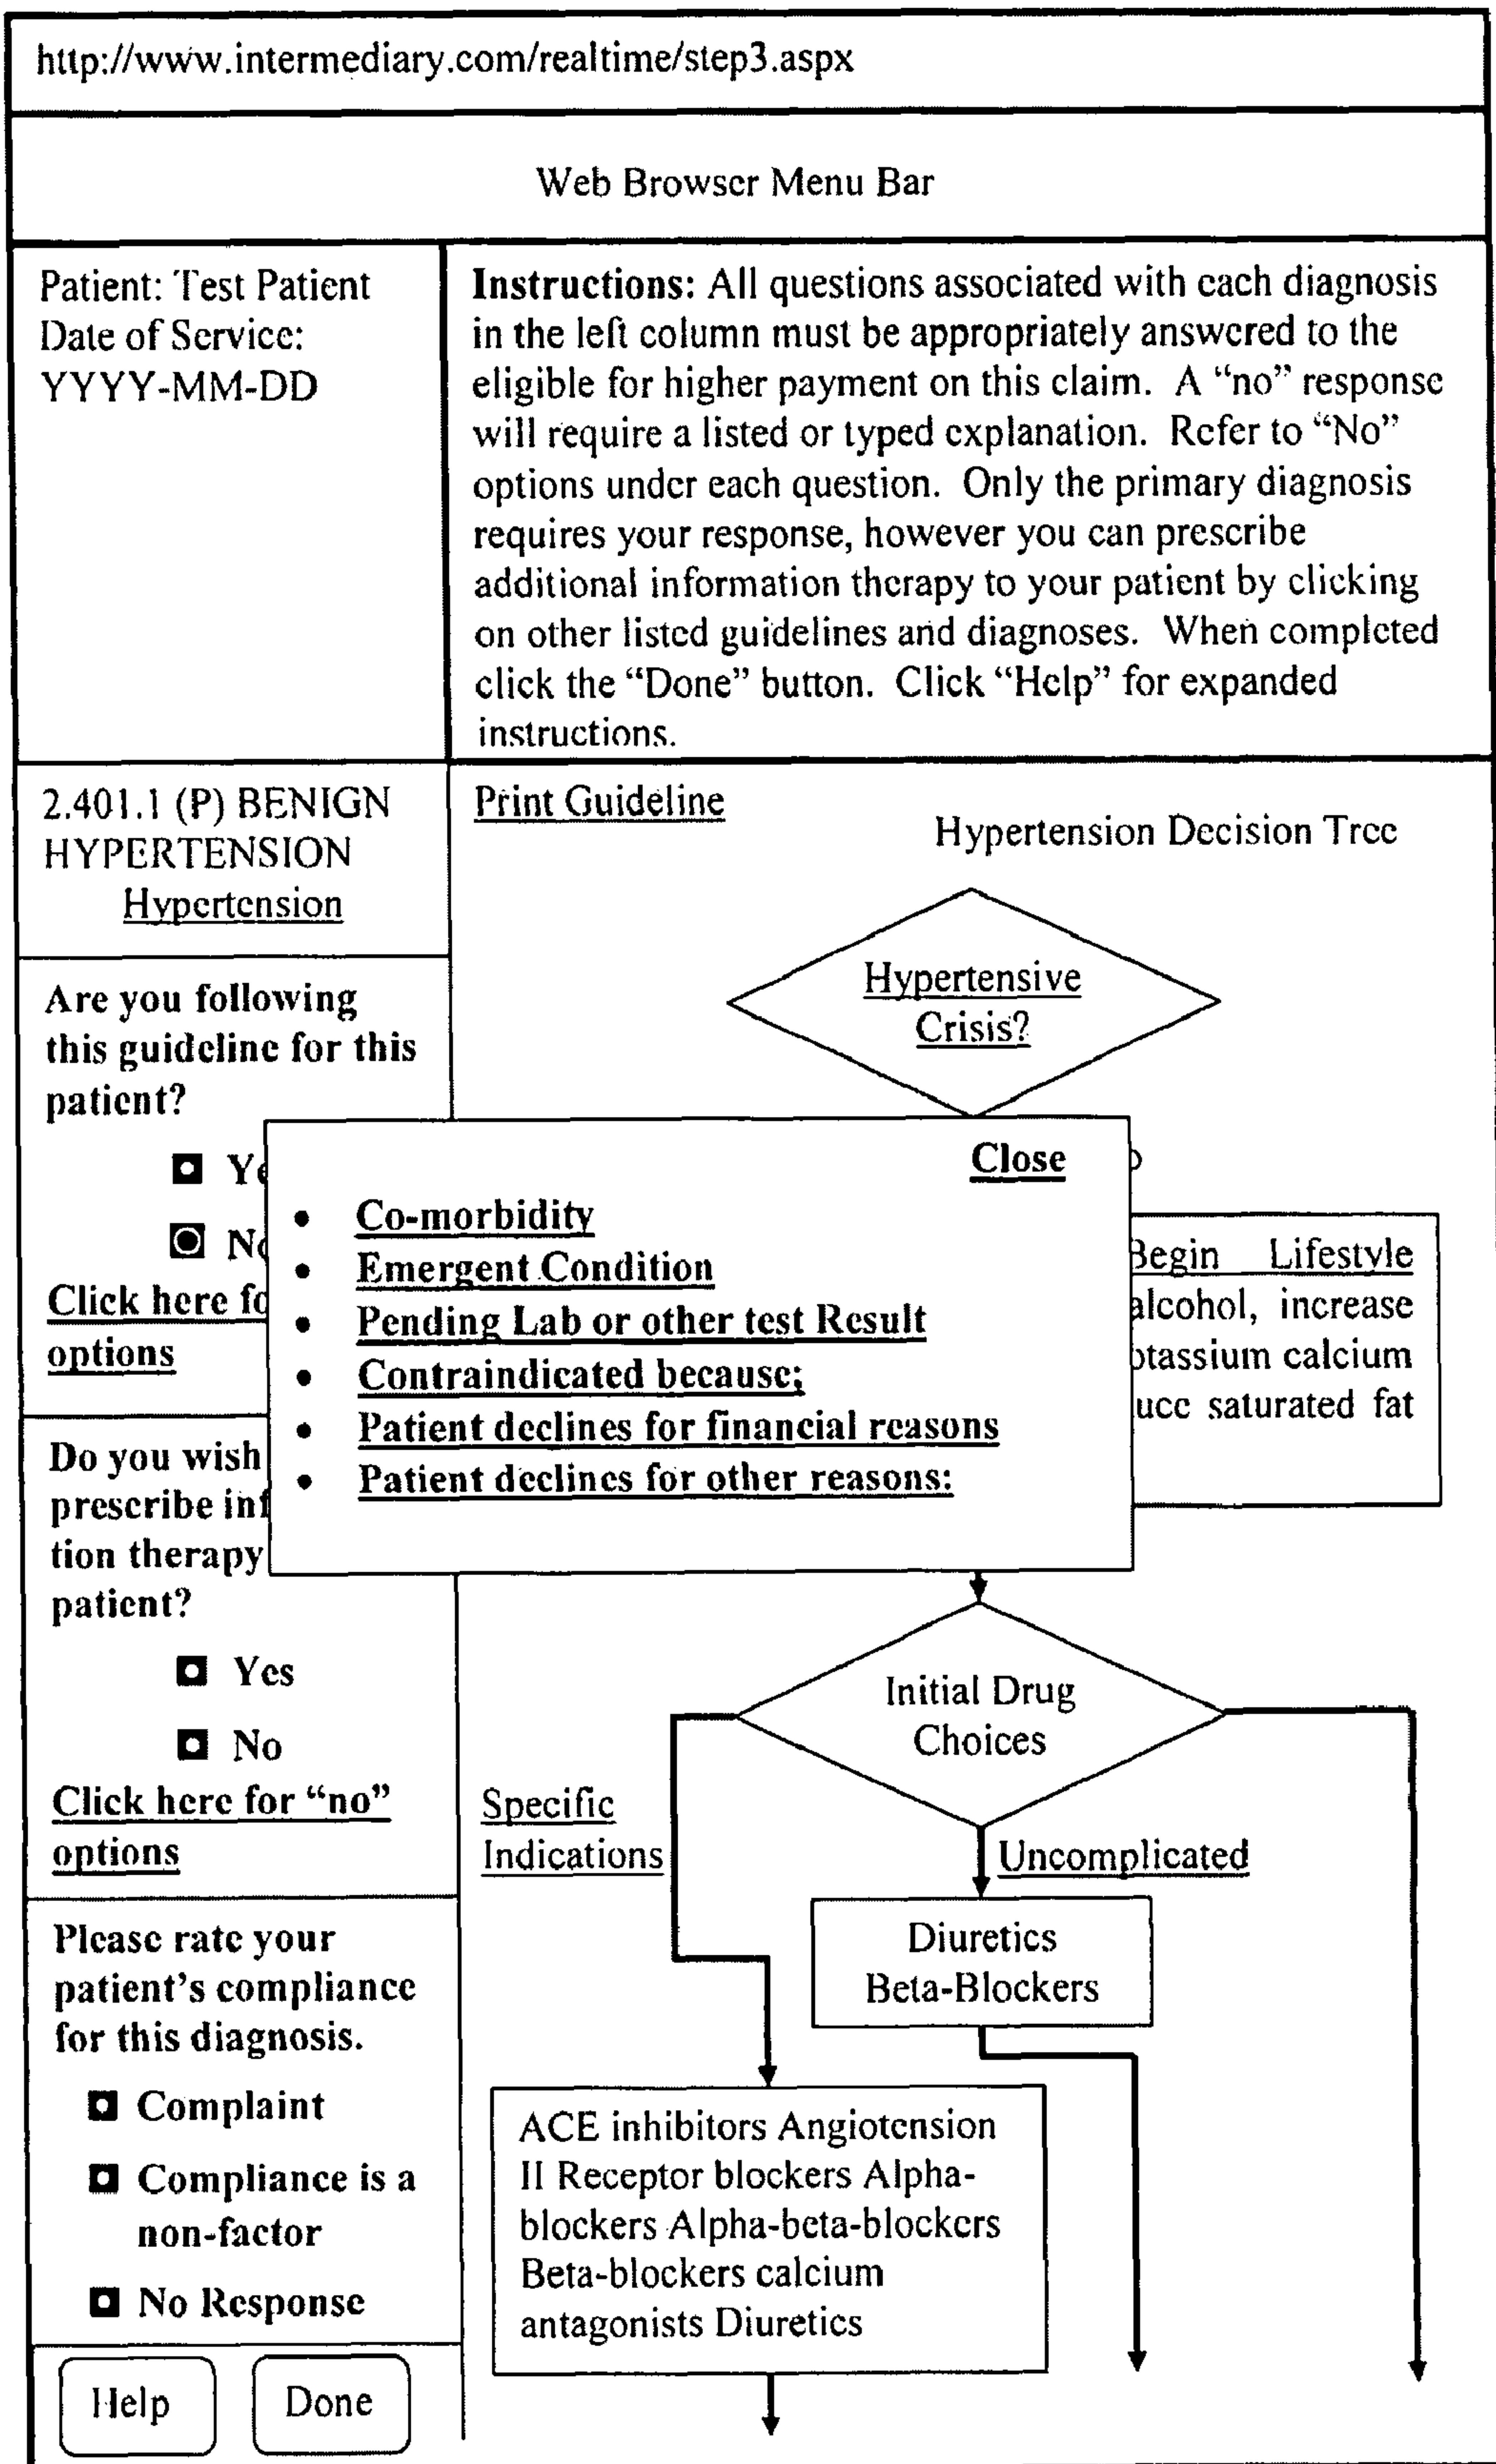 http://www.intermediary.com/realtime/step3.aspx
Web Browser Menu Bar
Patient: Test Patient
Date of Service:
YYYY-MM-DD
Instructions: All questions associated with each diagnosis
in the left column must be appropriately answered to the
eligible for higher payment on this claim. A “no” response
will require a listed or typed explanation. Refer to “No”
options under each question. Only the primary diagnosis
requires your response, however you can prescribe
additional information therapy to your patient by clicking
on other listed guidelines and diagnoses. When completed
click the “Done” button. Click “Help” for expanded
instructions.
2.401.1 (P) BENIGN
HYPERTENSION
Hypertension
Are you following
this guideline for this
patient?
Click here
options
Do you wish
prescribe
tion therapy
patient?
Yes
No
Click here for “no”
options
Please rate your
patient's compliance
for this diagnosis.
Complaint
Compliance is a
non-factor
No Response
Help
Done
Print Guideline
Hypertension Decision Tree
Hypertensive
Crisis?
Close
• Co-morbidity
• Emergent Condition
• Pending Lab or other test Result
• Contraindicated because;
• Patient declines for financial reasons
• Patient declines for other reasons:
Begin Lifestyle
alcohol, increase
calcium
saturated fat
Initial Drug
Choices
Specific
Indications
Uncomplicated
Diuretics
Beta-Blockers
ACE inhibitors Angiotension
II Receptor blockers Alpha-
blockers Alpha-beta-blockers
Beta-blockers calcium
antagonists Diuretics